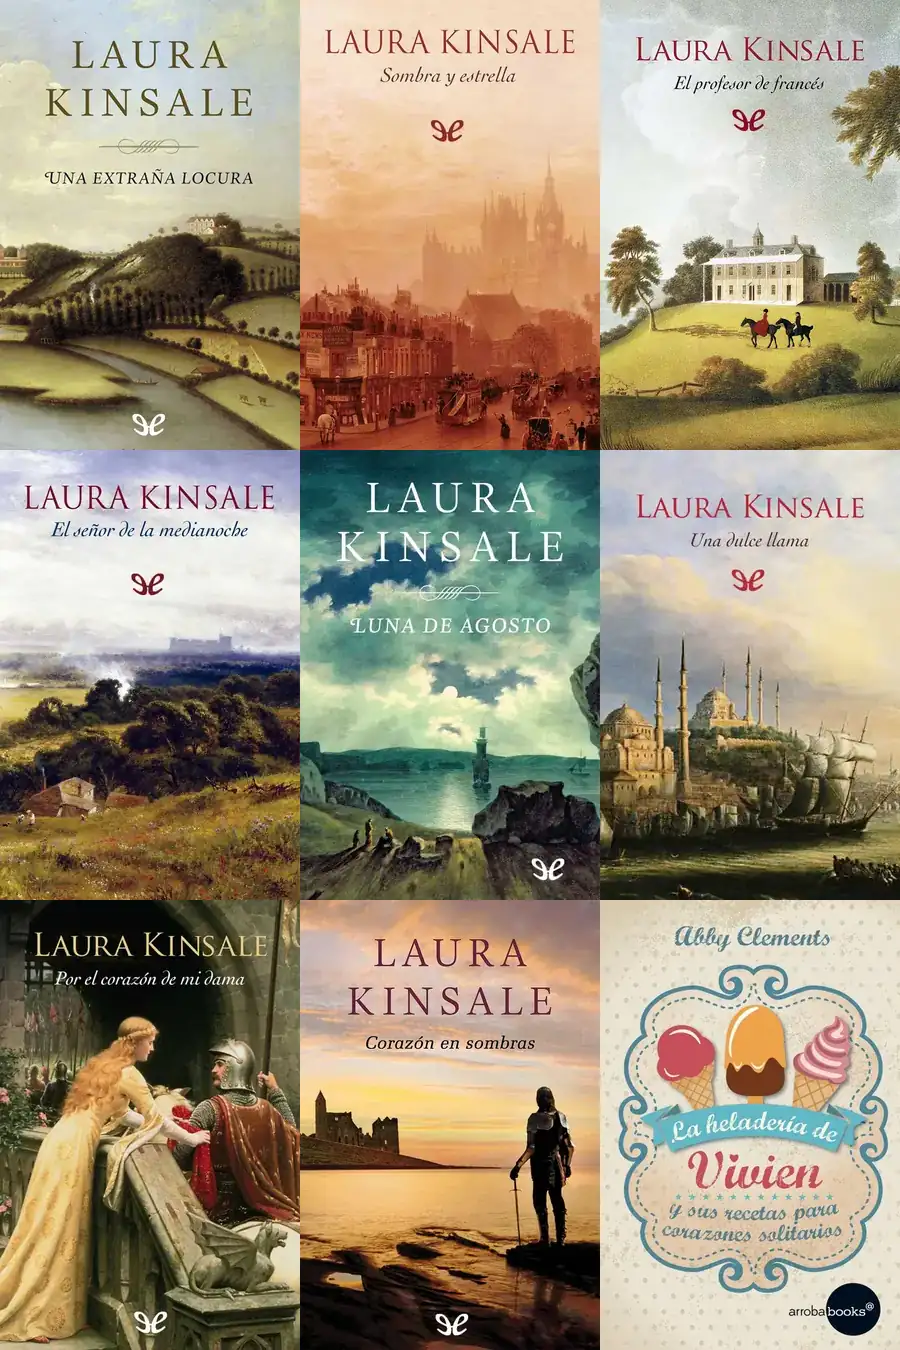 LAURA
KINSALE
UNA EXTRAÑA LOCURA
LAURA KINSALE
Sombra y estrella
LAURA KINSALE
El profesor de francés
LAURA KINSALE
El señor de la medianoche
LAURA
KINSALE
LUNA DE AGOSTO
LAURA KINSALE
Una dulce llama
LAURA KINSALE
Por el corazón de mi dama
LAURA
KINSALE
Corazón en sombras
Abby Clements
La heladería de
Vivien
y sus recetas para
corazones solitarios
arrobabooks@